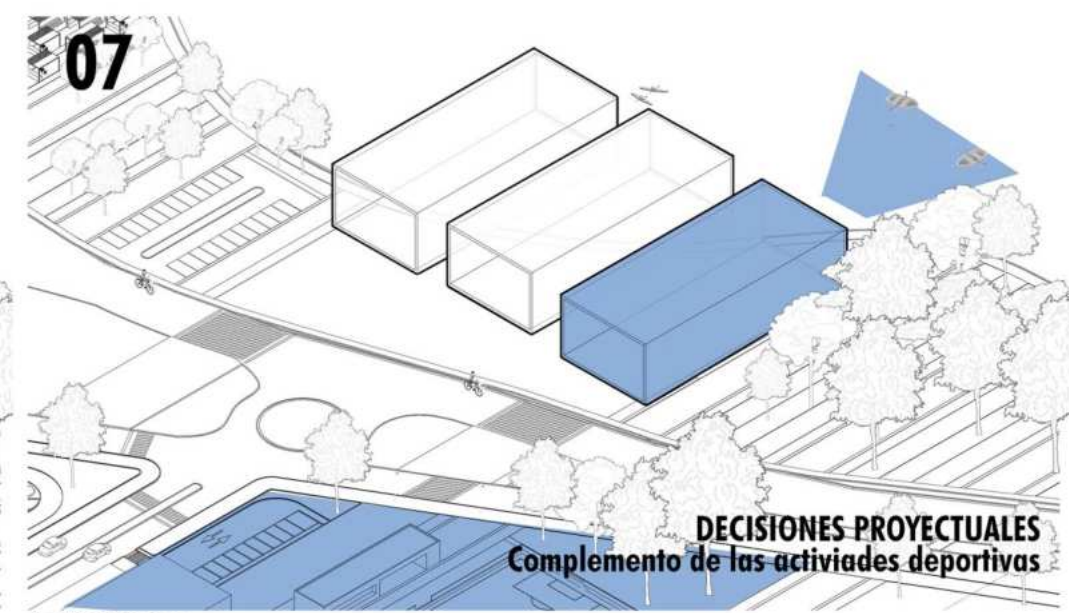 07
DECISIONES PROYECTUALES
Complemento de las activiades deportivas